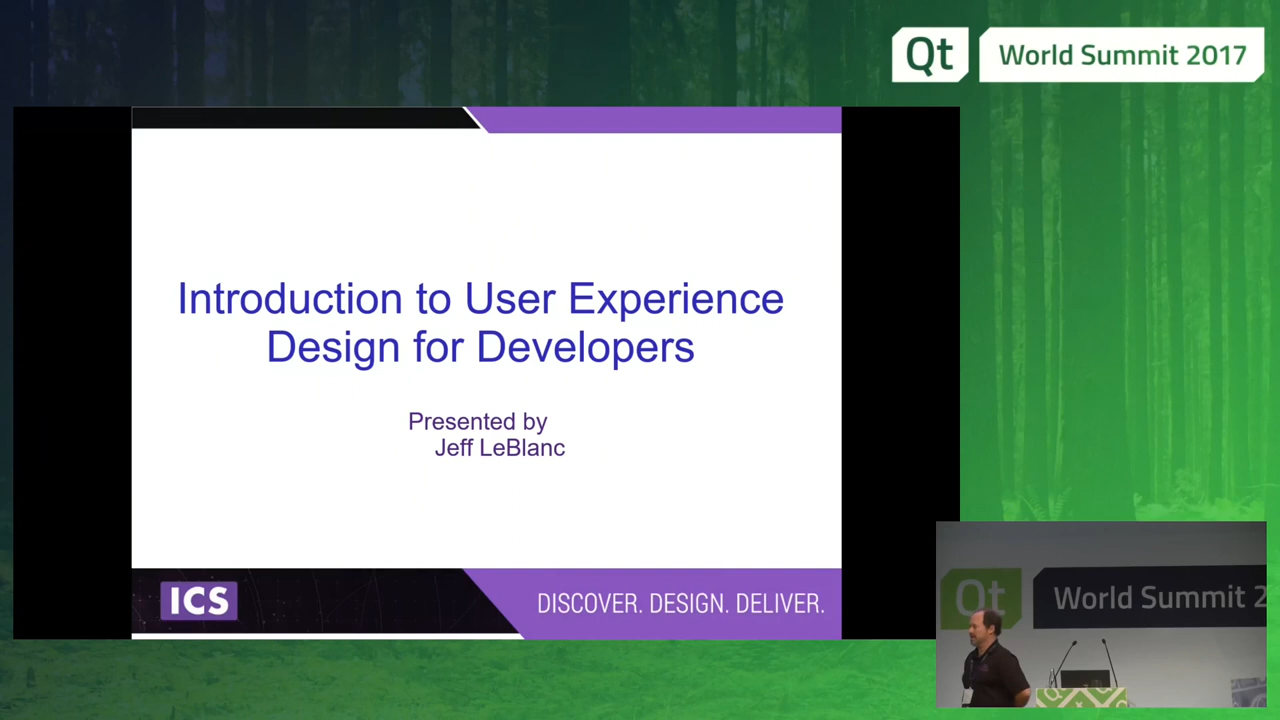 Qt World Summit 2017
Introduction to User Experience
Design for Developers
Presented by
Jeff LeBlanc
ICS
DISCOVER. DESIGN. DELIVER.
Qt World Summit 2